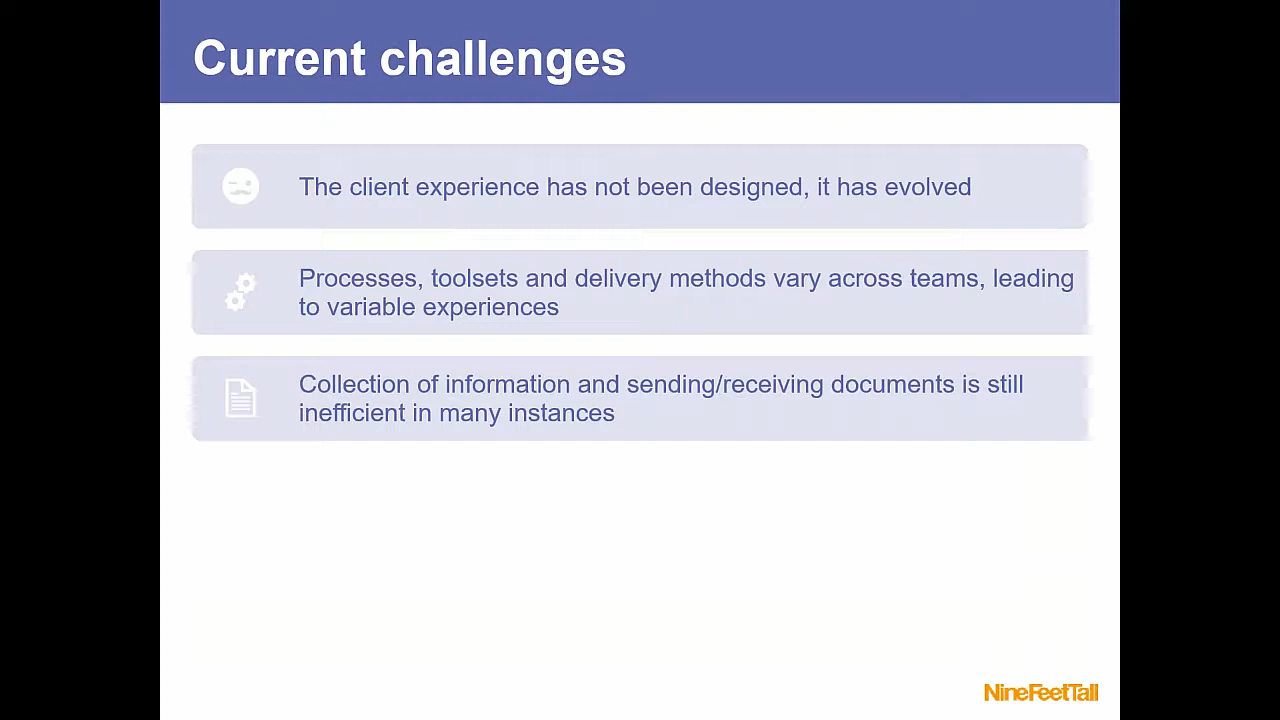 Current challenges
The client experience has not been designed, it has evolved
Processes, toolsets and delivery methods vary across teams, leading
to variable experiences
Collection of information and sending/receiving documents is still
inefficient in many instances
NineFeetTall